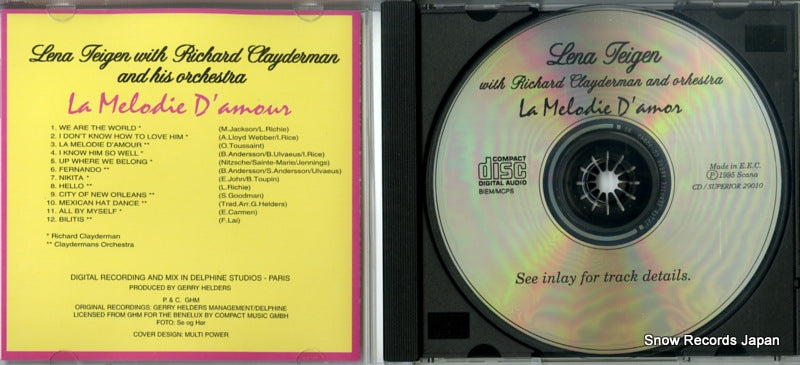 Lena Teigen with Richard Clayderman
and his orchestra
La Melodie D'amour
1. WE ARE THE WORLD * (M.Jackson/L.Richie)
2. I DON'T KNOW HOW TO LOVE HIM * (A.Lloyd Webber/I.Rice)
3. LA MELODIE D'AMOUR ** (O.Toussaint)
4. I KNOW HIM SO WELL * (B.Andersson/B.Ulvaeus/I.Rice)
5. UP WHERE WE BELONG * (Nitzsche/Sainte-Marie/Jennings)
6. FERNANDO ** (B.Andersson/S.Andersson/Ulvaeus)
7. NIKITA * (E.John/B.Toupin)
8. HELLO ** (L.Richie)
9. CITY OF NEW ORLEANS ** (S.Goodman)
10. MEXICAN HAT DANCE ** (Trad.Arr.G.Helders)
11. ALL BY MYSELF * (E.Carmen)
12. BILITIS ** (F.Lai)
* Richard Clayderman
** Claydermans Orchestra
DIGITAL RECORDING AND MIX IN DELPHINE STUDIOS - PARIS
PRODUCED BY GERRY HELDERS
P. & C. GHM
ORIGINAL RECORDINGS: GERRY HELDERS MANAGEMENT/DELPHINE
LICENSED FROM GHM FOR THE BENELUX BY COMPACT MUSIC GMBH
FOTO: Se og Hør
COVER DESIGN: MULTI POWER
Lena Teigen
with Richard Clayderman and orhestra
La Melodie D'amor
COMPACT
disc
DIGITAL AUDIO
BIEM/MCPS
Made in E.E.C.
Ⓟ 1995 Scana
CD / SUPERIOR 29010
See inlay for track details.
Snow Records Japan